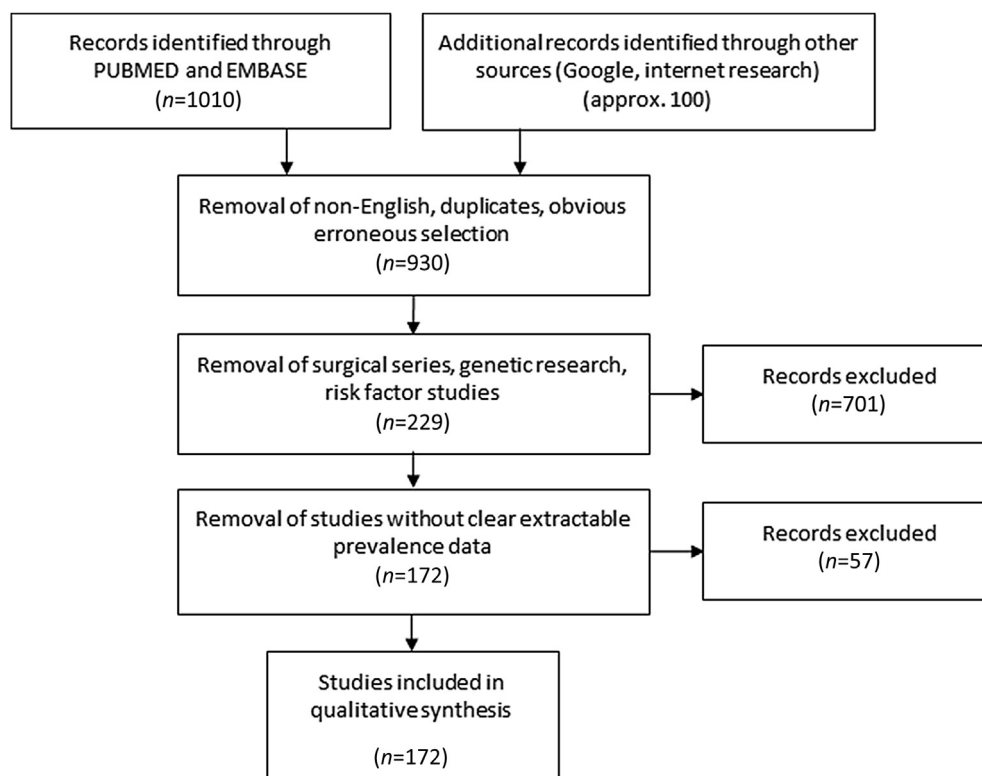 Records identified through
PUBMED and EMBASE
(n=1010)
Additional records identified through other
sources (Google, internet research)
(approx. 100)
Removal of non-English, duplicates, obvious
erroneous selection
(n=930)
Removal of surgical series, genetic research,
risk factor studies
(n=229)
Records excluded
(n=701)
Removal of studies without clear extractable
prevalence data
(n=172)
Records excluded
(n=57)
Studies included in
qualitative synthesis
(n=172)